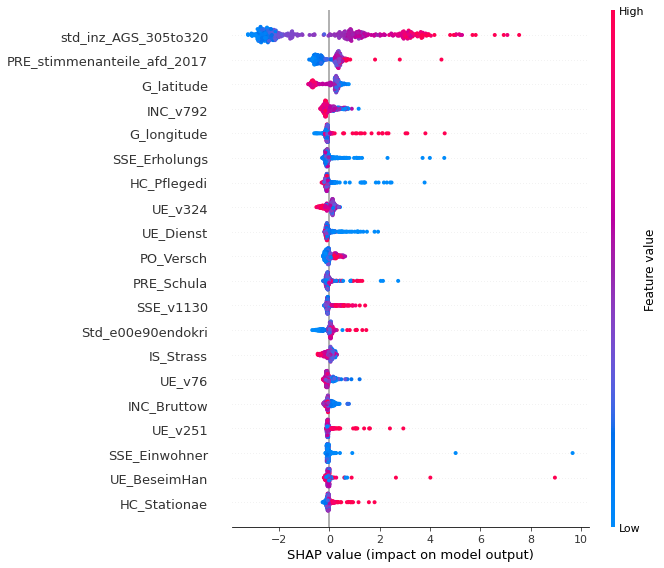 High
std_inz_AGS_305to320
PRE_stimmenanteile_afd_2017
G_latitude
INC_v792
G_longitude
SSE_Erholungs
HC_Pflegedi
UE_v324
UE_Dienst
PO_Versch
PRE_Schula
SSE_v1130
Std_e00e90endokri
IS_Strass
UE_v76
INC_Bruttow
UE_v251
SSE_Einwohner
UE_BeseimHan
HC_Stationae
Feature value
Low
−2 0 2 4 6 8 10
SHAP value (impact on model output)